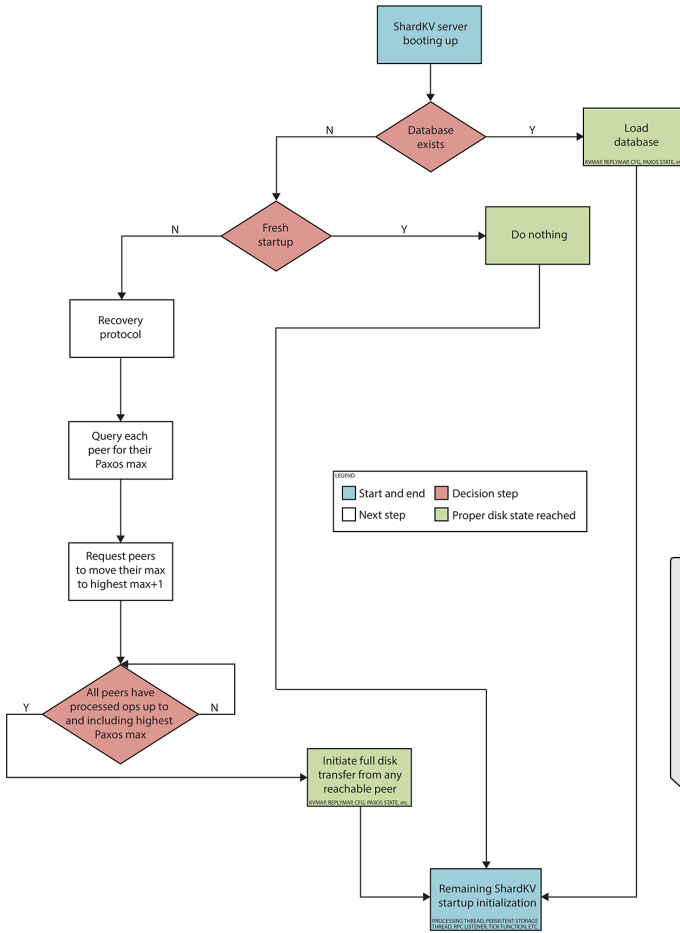 ShardKV server
booting up
Database
exists
N
Y
Load
database
KVMAP, REPLYMAP, CFG, PAXOS STATE,
Fresh
startup
N
Y
Do nothing
Recovery
protocol
Query each
peer for their
Paxos max
LEGEND
Start and end
Decision step
Next step
Proper disk state reached
Request peers
to move their max
to highest max+1
All peers have
processed ops up to
and including highest
Paxos max
Y
N
Initiate full disk
transfer from any
reachable peer
KVMAP, REPLYMAP, CFG, PAXOS STATE, etc.
Remaining ShardKV
startup initialization
PROCESSING THREAD, PERSISTENT STORAGE
THREAD, RPC LISTENER, TICK FUNCTION, ETC.